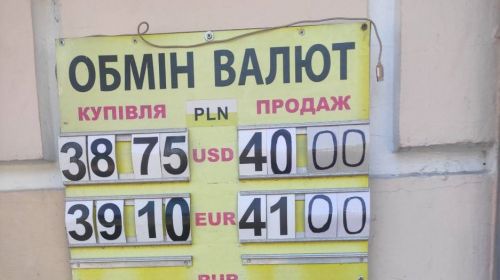 ОБМІН ВАЛЮТ
КУПІВЛЯ PLN ПРОДАЖ
38 75 USD 40 00
39 10 EUR 41 00